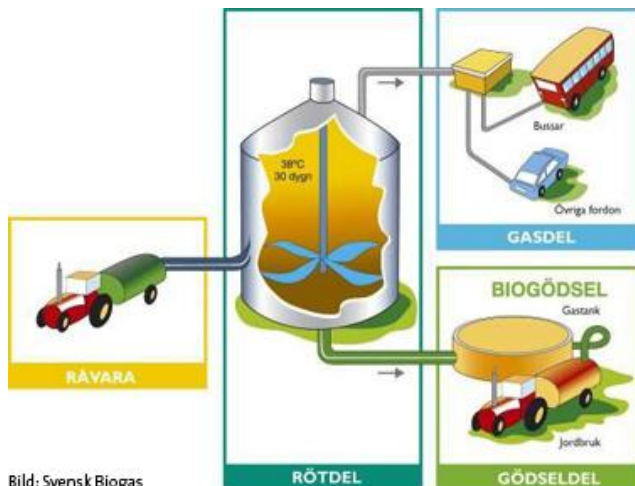 38°C
30 dygn
Bussar
Övriga fordon
GASDEL
RÅVARA
BIOGÖDSEL
Gastank
Jordbruk
RÖTDEL
GÖDSELDEL
Bild: Svensk Biogas